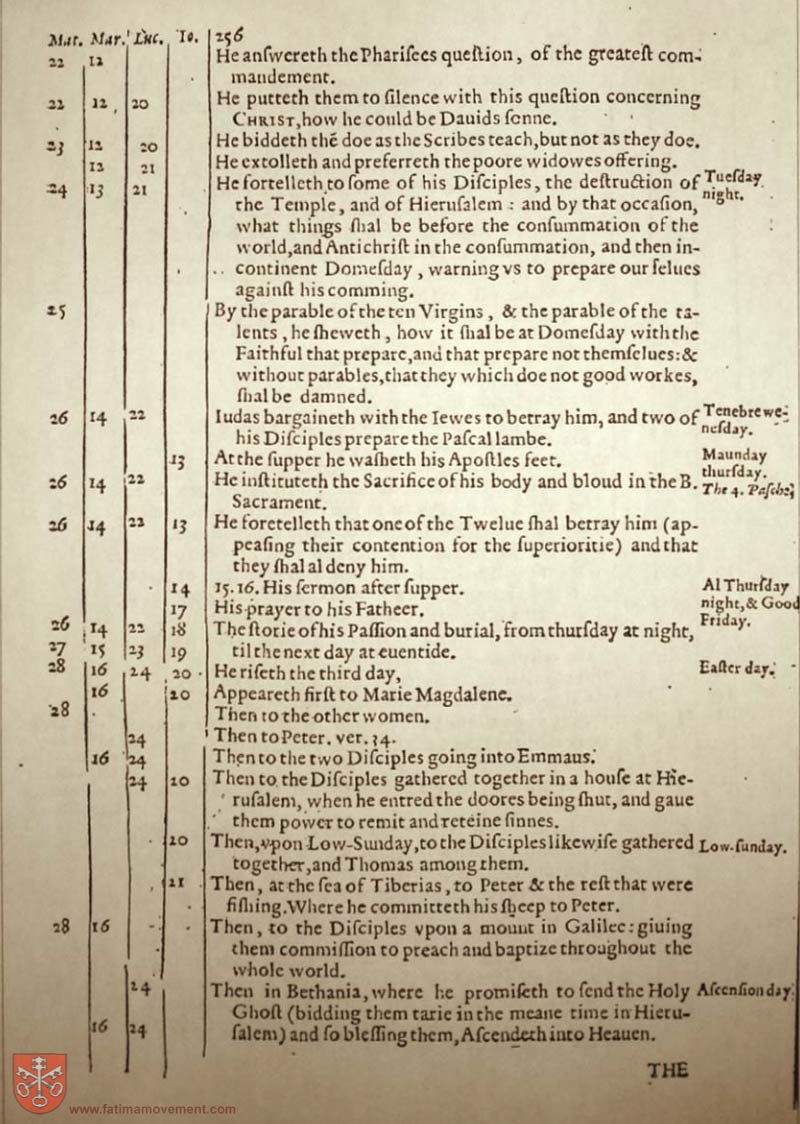 Mat. Mar. Luc. Io. 256
22 12 He anſwereth the Phariſees queſtion, of the greateſt com-
mandement.
22 12 20 He putteth them to ſilence with this queſtion concerning
CHRIST, how he could be Dauids ſonne.
23 12 20 He biddeth thē doe as the Scribes teach, but not as they doe.
12 21 He extolleth and preferreth the poore widowes offering.
24 13 21 He fortelleth to ſome of his Diſciples, the deſtruction of Tueſday
the Temple, and of Hieruſalem : and by that occaſion, night.
what things ſhal be before the conſummation of the
world, and Antichriſt in the conſummation, and then in-
continent Domeſday, warning vs to prepare our ſelues
againſt his comming.
25 By the parable of the ten Virgins, & the parable of the ta-
lents, he ſheweth, how it ſhal be at Domeſday with the
Faithful that prepare, and that prepare not themſelues: &
without parables, that they which doe not good workes,
ſhal be damned.
26 14 22 Iudas bargaineth with the Iewes to betray him, and two of Tenebre we-
his Diſciples prepare the Paſcal lambe. neſday.
13 At the ſupper he waſheth his Apoſtles feet. Maunday
thurſday.
26 14 22 He inſtituteth the Sacrifice of his body and bloud in the B. The 4. Paſche,
Sacrament.
26 14 22 13 He foretelleth that one of the Twelue ſhal betray him (ap-
peaſing their contention for the ſuperioritie) and that
they ſhal al deny him.
14 15. 16. His ſermon after ſupper. Al Thurſday
17 His prayer to his Fatheer. night, & Good
26 14 22 18 The ſtorie of his Paſſion and burial, from thurſday at night, Friday.
27 15 23 19 til the next day at euentide.
28 16 24 20 He riſeth the third day, Eaſter day.
16 20 Appeareth firſt to Marie Magdalene.
28 Then to the other women.
24 Then to Peter. ver. 34.
16 24 Then to the two Diſciples going into Emmaus.
24 20 Then to the Diſciples gathered together in a houſe at Hie-
ruſalem, when he entred the doores being ſhut, and gaue
them power to remit and reteine ſinnes.
20 Then, vpon Low-Sunday, to the Diſciples likewiſe gathered Low-ſunday.
together, and Thomas among them.
21 Then, at the ſea of Tiberias, to Peter & the reſt that were
fiſhing. Where he committeth his ſheep to Peter.
28 16 Then, to the Diſciples vpon a mount in Galilee: giuing
them commiſſion to preach and baptize throughout the
whole world.
24 Then in Bethania, where he promiſeth to ſend the Holy Aſcenſion day.
Ghoſt (bidding them tarie in the meane time in Hieru-
16 24 ſalem) and ſo bleſſing them, Aſcendeth into Heauen.
THE
www.fatimamovement.com